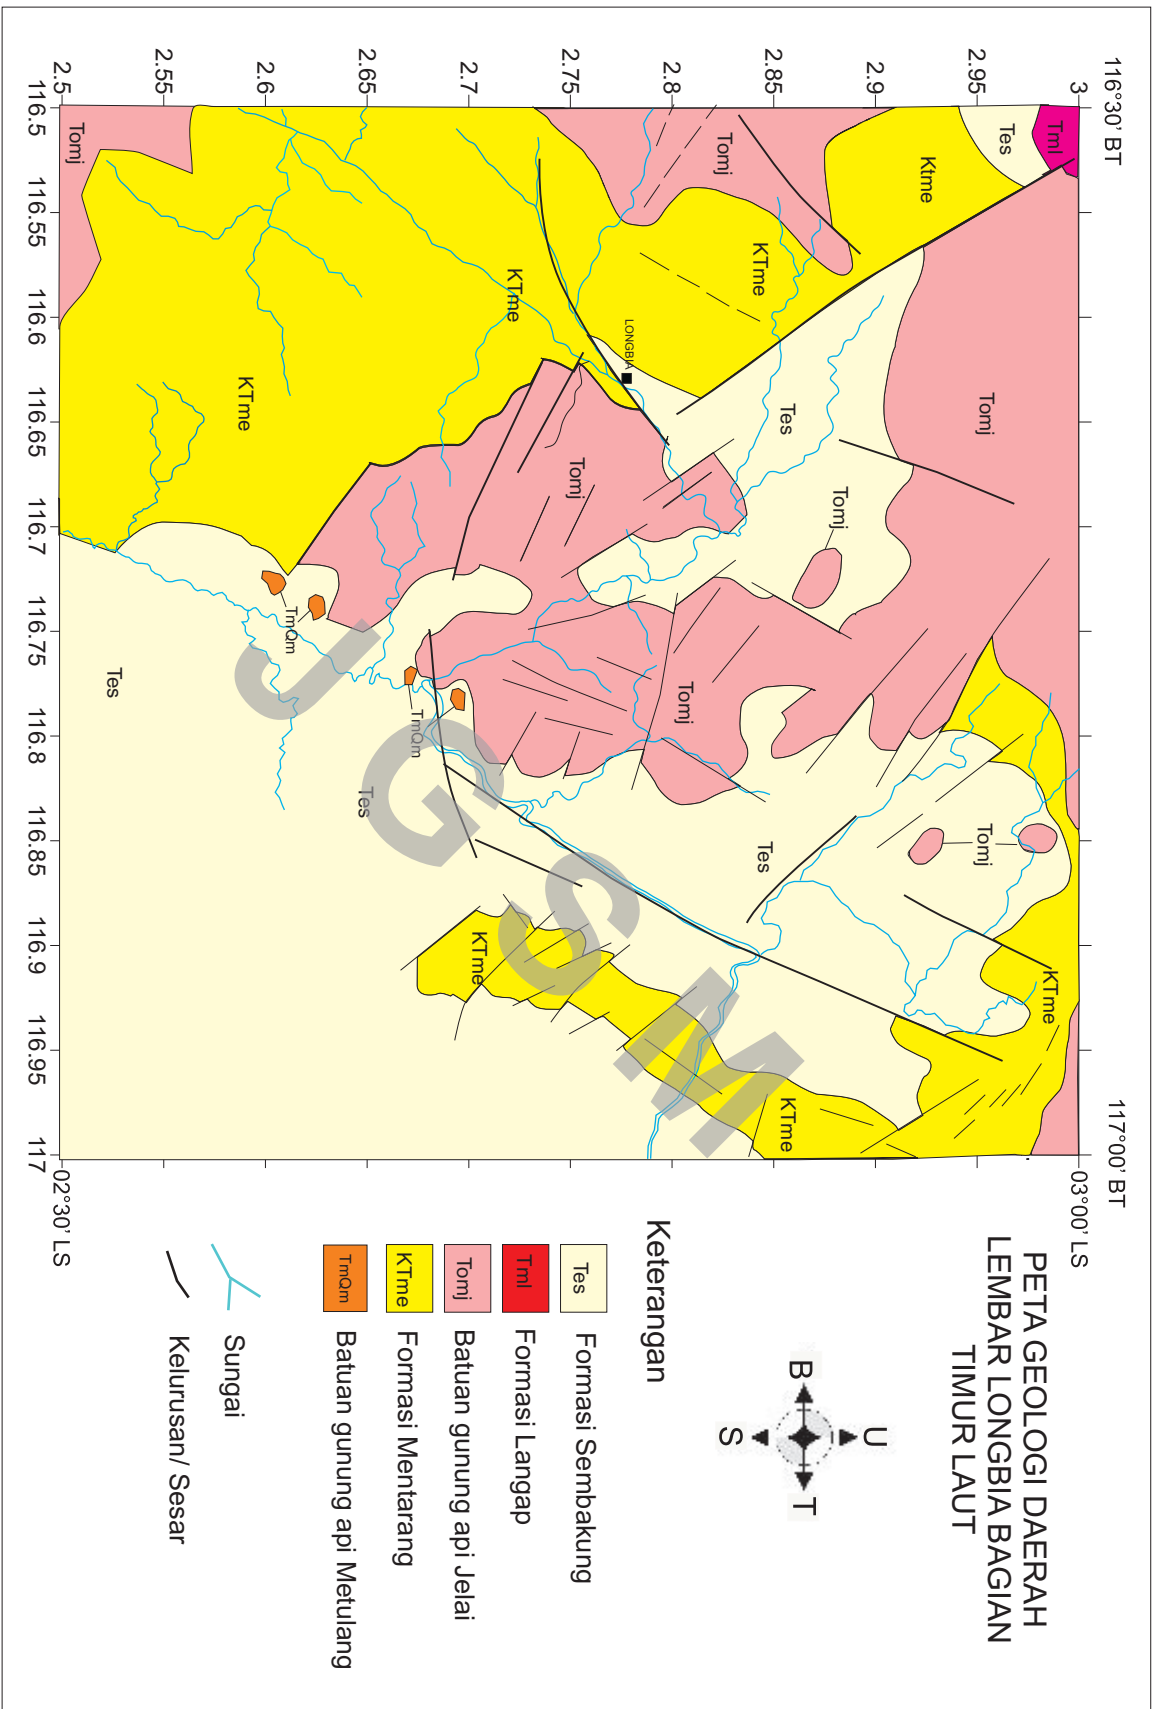 PETA GEOLOGI DAERAH
LEMBAR LONGBIA BAGIAN
TIMUR LAUT
U
B
T
S
Keterangan
Tes Formasi Sembakung
Tml Formasi Langap
Tomj Batuan gunung api Jelai
KTme Formasi Mentarang
TmQm Batuan gunung api Metulang
Sungai
Kelurusan/ Sesar
116°30' BT
117°00' BT
03°00' LS
02°30' LS
3
2.95
2.9
2.85
2.8
2.75
2.7
2.65
2.6
2.55
2.5
116.5
116.55
116.6
116.65
116.7
116.75
116.8
116.85
116.9
116.95
117
Tml
Tes
Ktme
Tomj
Tomj
KTme
Tomj
Tes
Tomj
KTme
LONGBIA
KTme
Tomj
KTme
Tomj
Tomj
Tes
KTme
KTme
KTme
TmQm
TmQm
Tes
Tes
J G S M